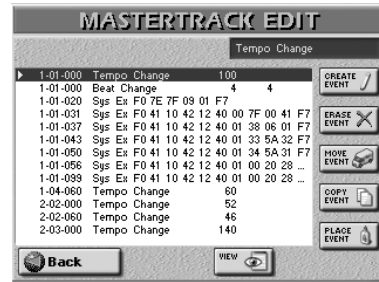 MASTERTRACK EDIT
Tempo Change
1-01-000 Tempo Change 100
1-01-000 Beat Change 4 4
1-01-020 Sys Ex F0 7E 7F 09 01 F7
1-01-031 Sys Ex F0 41 10 42 12 40 00 7F 00 41 F7
1-01-037 Sys Ex F0 41 10 42 12 40 01 38 06 01 F7
1-01-043 Sys Ex F0 41 10 42 12 40 01 33 5A 32 F7
1-01-050 Sys Ex F0 41 10 42 12 40 01 34 5A 31 F7
1-01-056 Sys Ex F0 41 10 42 12 40 01 00 20 28 ...
1-01-099 Sys Ex F0 41 10 42 12 40 01 00 20 28 ...
1-04-060 Tempo Change 60
2-02-000 Tempo Change 52
2-02-060 Tempo Change 46
2-03-000 Tempo Change 140
CREATE EVENT
ERASE EVENT
MOVE EVENT
COPY EVENT
PLACE EVENT
Back
VIEW